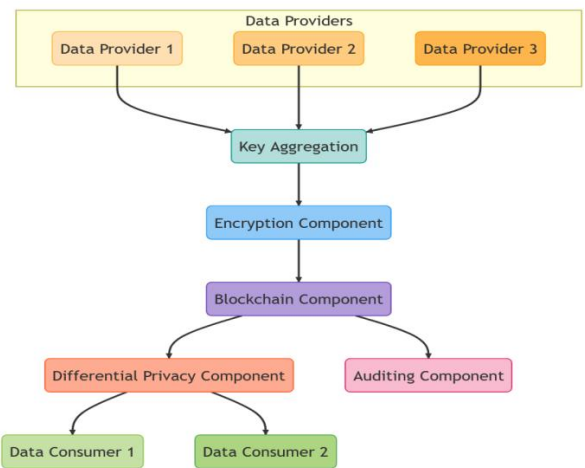 Data Providers
Data Provider 1
Data Provider 2
Data Provider 3
Key Aggregation
Encryption Component
Blockchain Component
Differential Privacy Component
Auditing Component
Data Consumer 1
Data Consumer 2